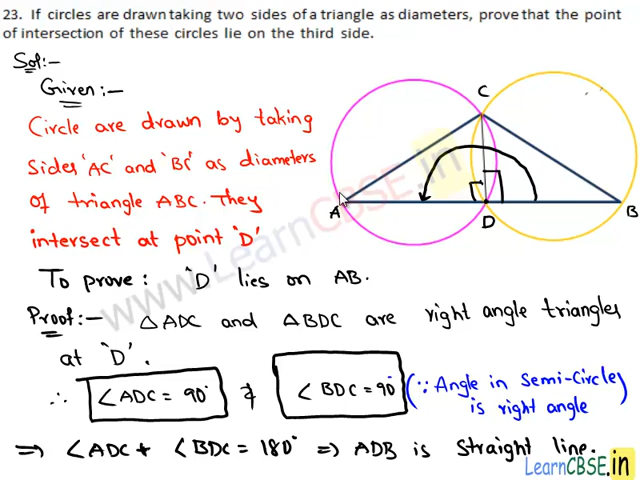 23. If circles are drawn taking two sides of a triangle as diameters, prove that the point
of intersection of these circles lie on the third side.
Sol:-
Given:-
Circle are drawn by taking
sides 'AC' and 'BC' as diameters
of triangle ABC. They
intersect at point 'D'
C
A
D
B
To prove: 'D' lies on AB.
Proof:- △ADC and △BDC are right angle triangles
at 'D'.
∴ ∠ADC = 90° & ∠BDC = 90° (∵ Angle in semi-circle
is right angle)
⇒ ∠ADC + ∠BDC = 180° ⇒ ADB is straight line.
www.LearnCBSE.in
LearnCBSE.in